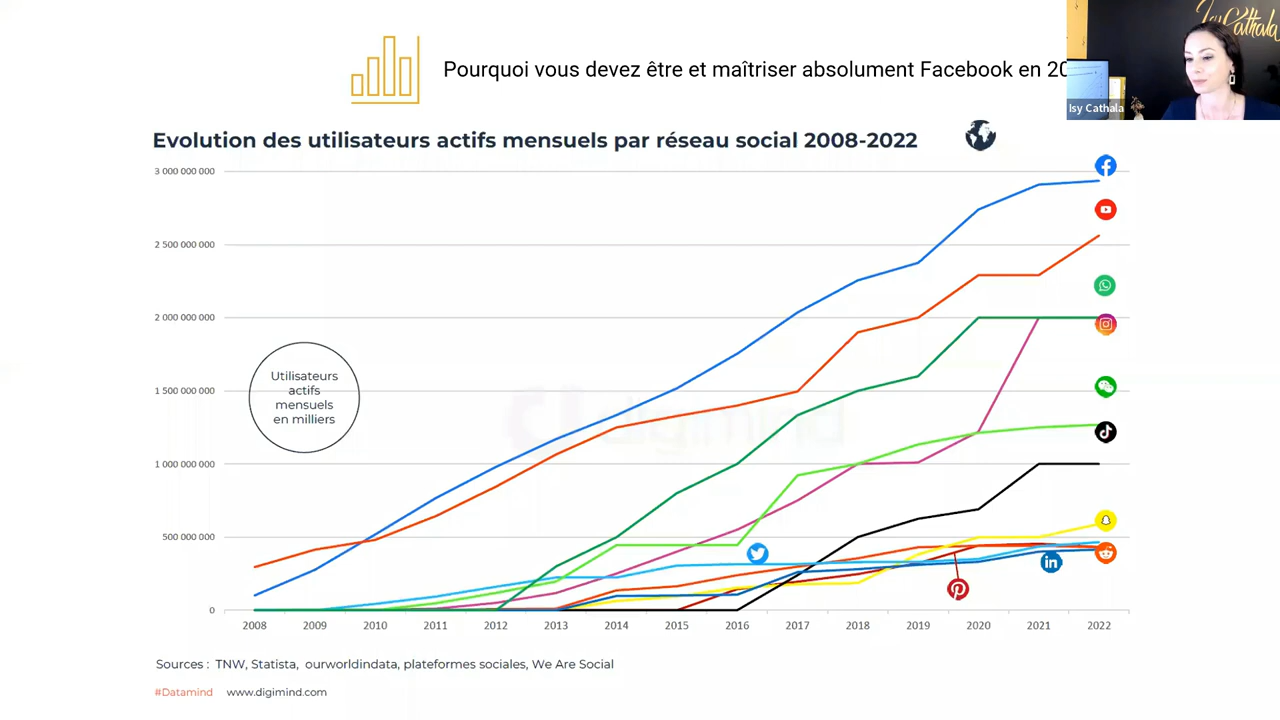 Isy Cathala
Pourquoi vous devez être et maîtriser absolument Facebook en 20
Isy Cathala
Evolution des utilisateurs actifs mensuels par réseau social 2008-2022
3 000 000 000
2 500 000 000
2 000 000 000
1 500 000 000
1 000 000 000
500 000 000
0
Utilisateurs
actifs
mensuels
en milliers
digimind
in
2008 2009 2010 2011 2012 2013 2014 2015 2016 2017 2018 2019 2020 2021 2022
Sources : TNW, Statista, ourworldindata, plateformes sociales, We Are Social
#Datamind www.digimind.com